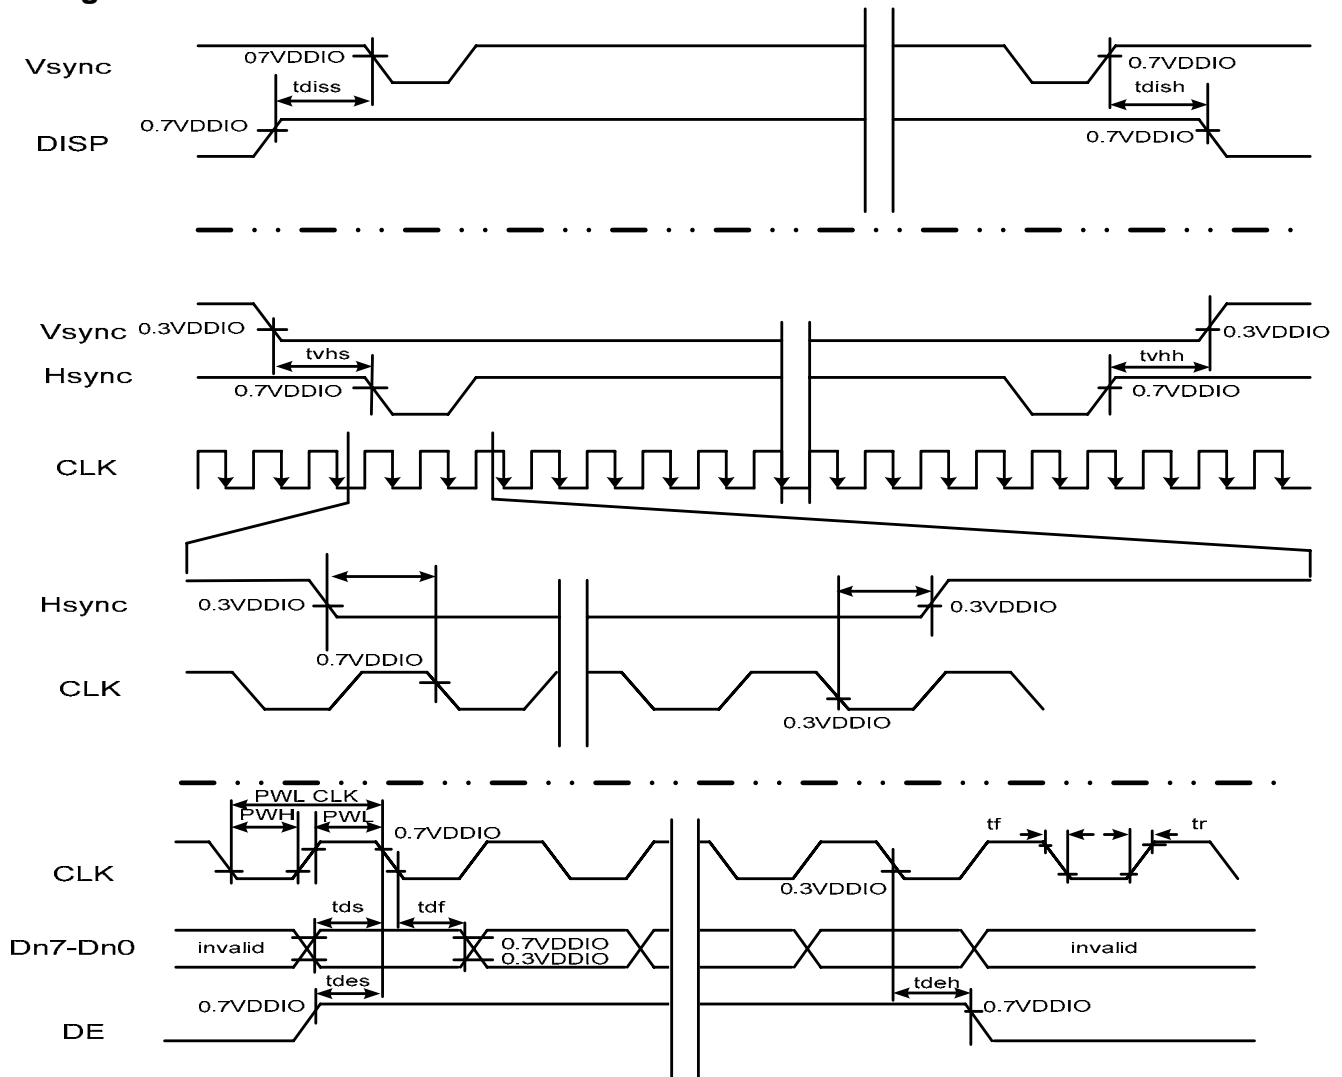 Vsync
07VDDIO
0.7VDDIO
tdiss
tdish
0.7VDDIO
0.7VDDIO
DISP
Vsync
0.3VDDIO
0.3VDDIO
tvhs
tvhh
Hsync
0.7VDDIO
0.7VDDIO
CLK
Hsync
0.3VDDIO
0.3VDDIO
0.7VDDIO
CLK
0.3VDDIO
PWL CLK
PWH
PWL
0.7VDDIO
tf
tr
CLK
0.3VDDIO
tds
tdf
Dn7-Dn0
invalid
0.7VDDIO
0.3VDDIO
invalid
tdes
tdeh
0.7VDDIO
0.7VDDIO
DE